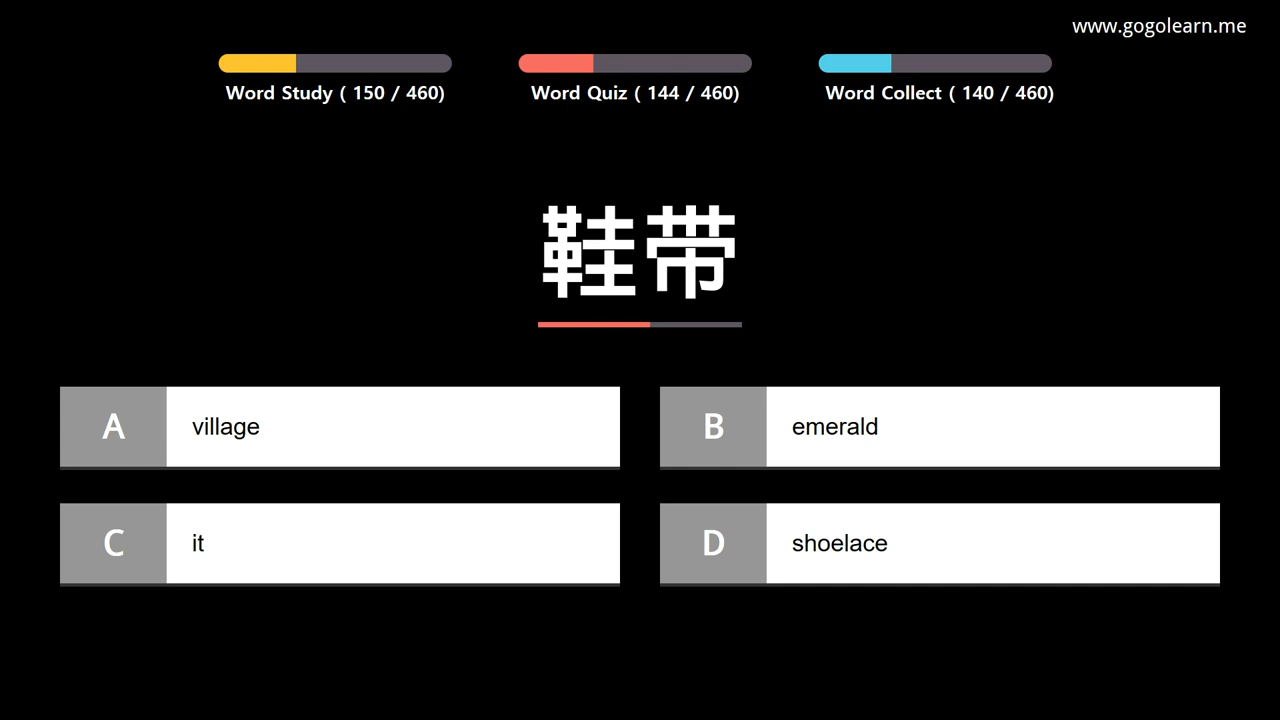 www.gogolearn.me
Word Study ( 150 / 460)
Word Quiz ( 144 / 460)
Word Collect ( 140 / 460)
鞋带
A village
B emerald
C it
D shoelace